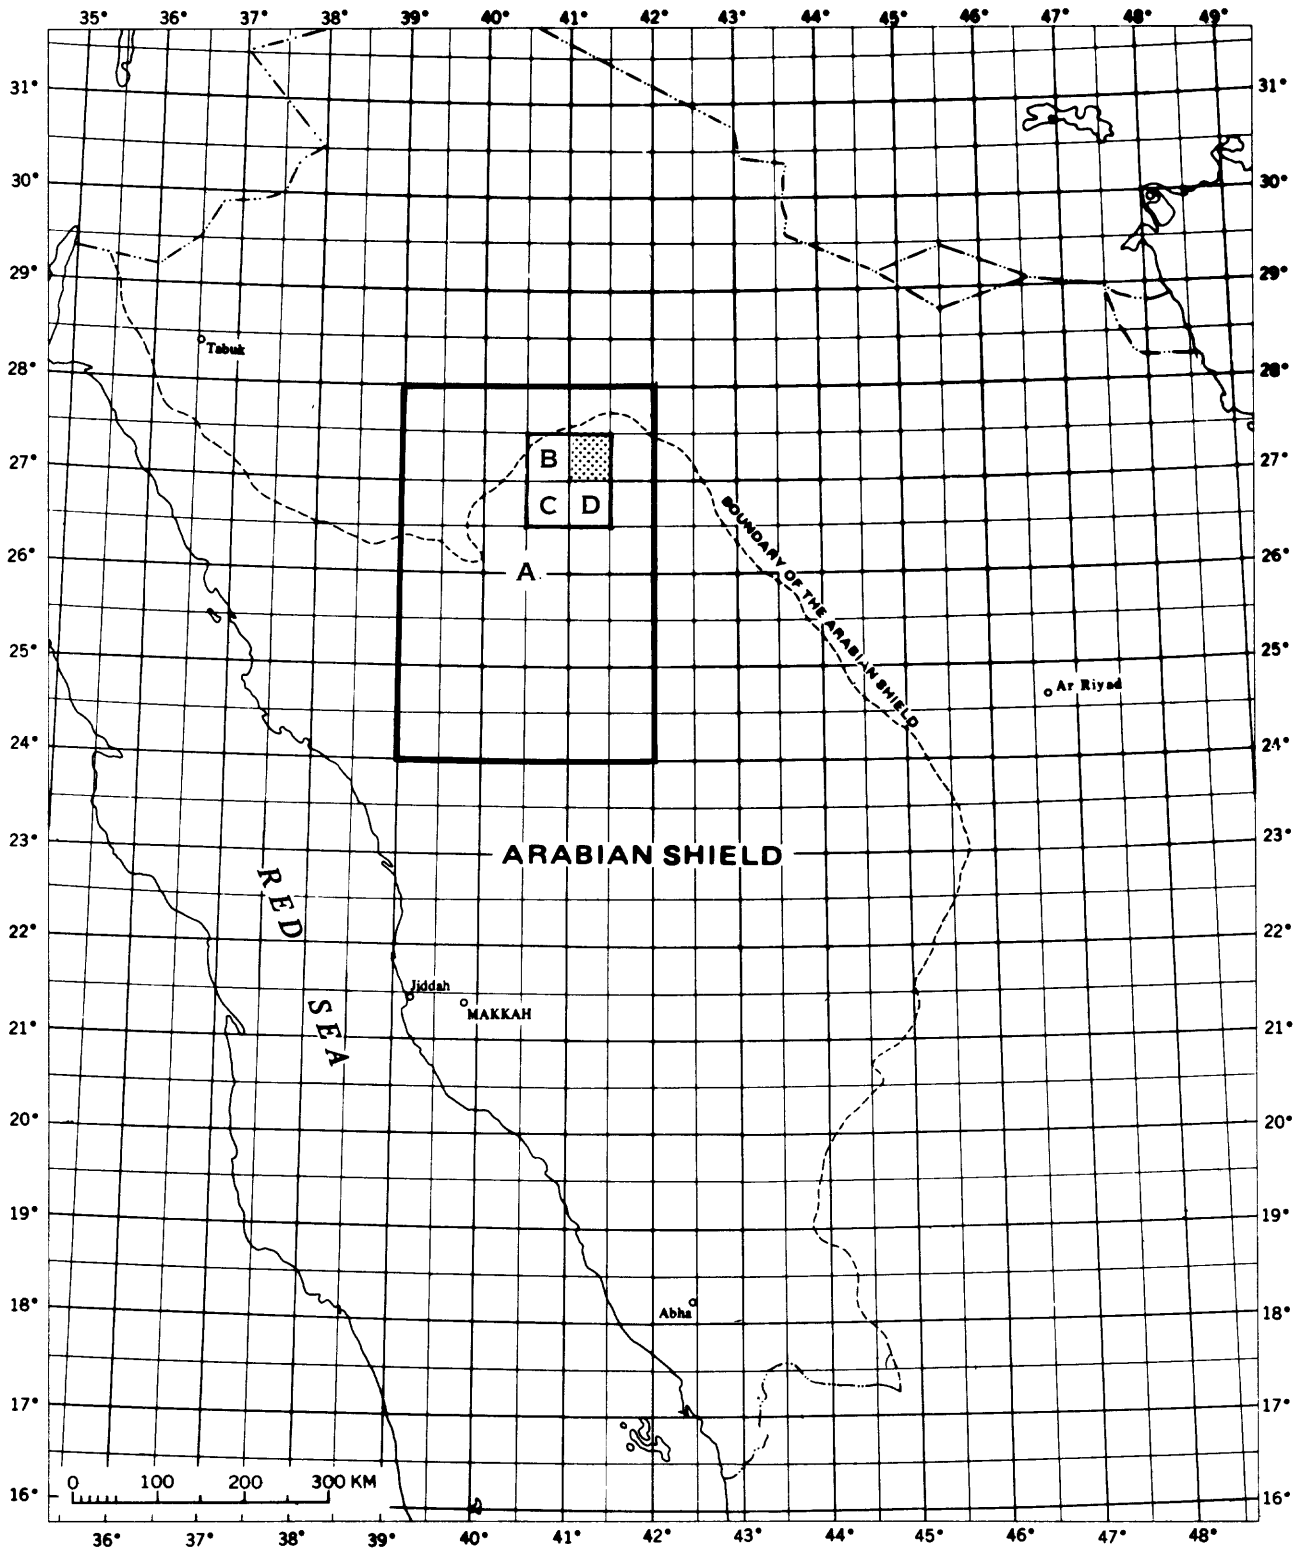 35° 36° 37° 38° 39° 40° 41° 42° 43° 44° 45° 46° 47° 48° 49°
31° 31°
30° 30°
29° 29°
Tabuk
28° 28°
27° B 27°
C D
26° A 26°
BOUNDARY OF THE ARABIAN SHIELD
25° 25°
Ar Riyad
24° 24°
23° ARABIAN SHIELD 23°
RED SEA
22° 22°
Jiddah
MAKKAH
21° 21°
20° 20°
19° 19°
18° 18°
Abha
17° 17°
0 100 200 300 KM
16° 16°
36° 37° 38° 39° 40° 41° 42° 43° 44° 45° 46° 47° 48°